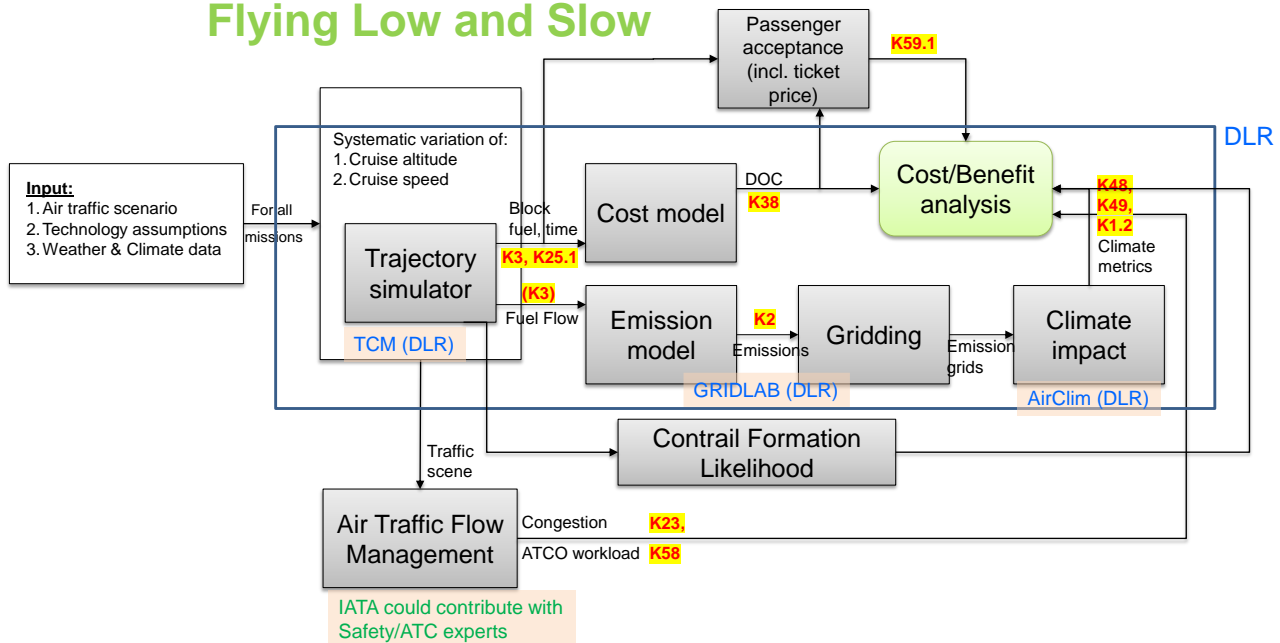 Flying Low and Slow
Passenger
acceptance
(incl. ticket
price)
K59.1
DLR
Systematic variation of:
1. Cruise altitude
2. Cruise speed
Input:
1. Air traffic scenario
2. Technology assumptions
3. Weather & Climate data
For all
missions
Trajectory
simulator
TCM (DLR)
Block
fuel, time
K3, K25.1
(K3)
Fuel Flow
Cost model
DOC
K38
Cost/Benefit
analysis
K48,
K49,
K1.2
Climate
metrics
Emission
model
K2
Emissions
Gridding
Emission
grids
Climate
impact
GRIDLAB (DLR)
AirClim (DLR)
Contrail Formation
Likelihood
Traffic
scene
Air Traffic Flow
Management
Congestion K23,
ATCO workload K58
IATA could contribute with
Safety/ATC experts